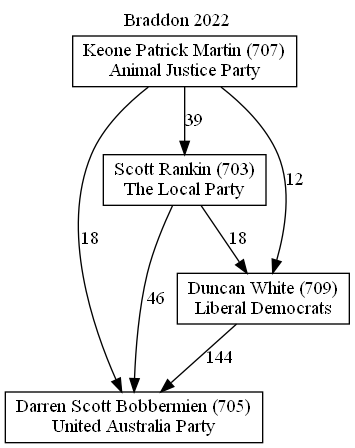 Braddon 2022
Keone Patrick Martin (707)
Animal Justice Party
39
Scott Rankin (703)
The Local Party
12
18
18
46
Duncan White (709)
Liberal Democrats
144
Darren Scott Bobbermien (705)
United Australia Party